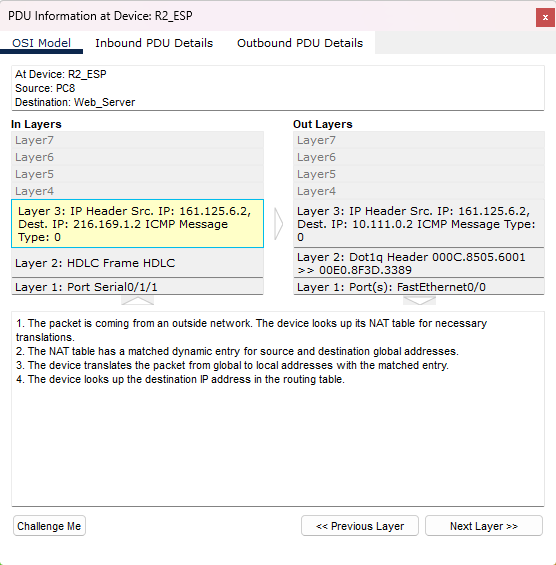 PDU Information at Device: R2_ESP
x
OSI Model
Inbound PDU Details
Outbound PDU Details
At Device: R2_ESP
Source: PC8
Destination: Web_Server
In Layers
Layer7
Layer6
Layer5
Layer4
Layer 3: IP Header Src. IP: 161.125.6.2,
Dest. IP: 216.169.1.2 ICMP Message
Type: 0
Layer 2: HDLC Frame HDLC
Layer 1: Port Serial0/1/1
Out Layers
Layer7
Layer6
Layer5
Layer4
Layer 3: IP Header Src. IP: 161.125.6.2,
Dest. IP: 10.111.0.2 ICMP Message Type:
0
Layer 2: Dot1q Header 000C.8505.6001
>> 00E0.8F3D.3389
Layer 1: Port(s): FastEthernet0/0
1. The packet is coming from an outside network. The device looks up its NAT table for necessary
translations.
2. The NAT table has a matched dynamic entry for source and destination global addresses.
3. The device translates the packet from global to local addresses with the matched entry.
4. The device looks up the destination IP address in the routing table.
Challenge Me
<< Previous Layer
Next Layer >>